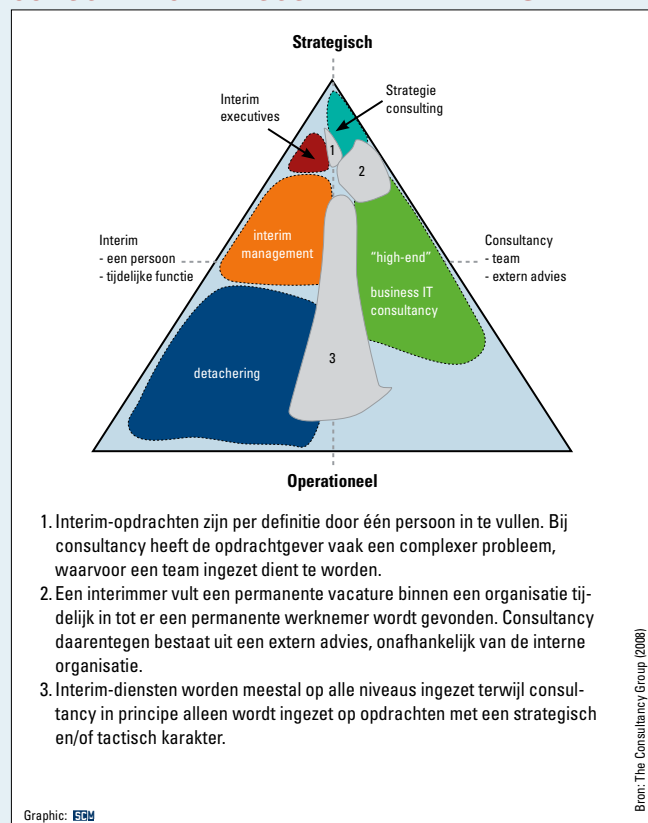 Strategisch
Interim
executives
Strategie
consulting
1
2
Interim
- een persoon
- tijdelijke functie
interim
management
"high-end"
business IT
consultancy
Consultancy
- team
- extern advies
detachering
3
Operationeel
1. Interim-opdrachten zijn per definitie door één persoon in te vullen. Bij
consultancy heeft de opdrachtgever vaak een complexer probleem,
waarvoor een team ingezet dient te worden.
2. Een interimmer vult een permanente vacature binnen een organisatie tij-
delijk in tot er een permanente werknemer wordt gevonden. Consultancy
daarentegen bestaat uit een extern advies, onafhankelijk van de interne
organisatie.
3. Interim-diensten worden meestal op alle niveaus ingezet terwijl consul-
tancy in principe alleen wordt ingezet op opdrachten met een strategisch
en/of tactisch karakter.
Bron: The Consultancy Group (2008)
Graphic: SCM